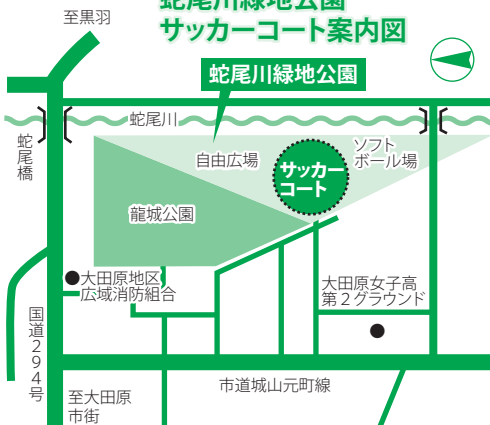 至黒羽
蛇尾川緑地公園
サッカーコート案内図
蛇尾川緑地公園
蛇尾川
蛇尾橋
自由広場
ソフト
ボール場
サッカー
コート
龍城公園
大田原地区
広域消防組合
大田原女子高
第２グラウンド
国道２９４号
市道城山元町線
至大田原
市街